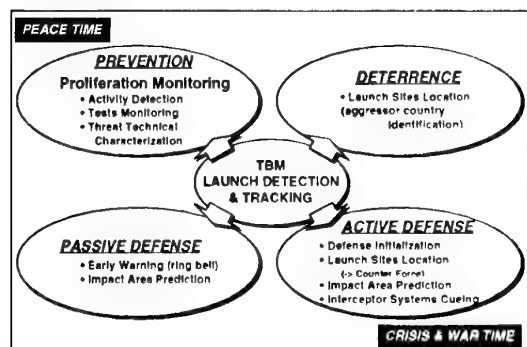 PEACE TIME
PREVENTION
Proliferation Monitoring
• Activity Detection
• Tests Monitoring
• Threat Technical
Characterization
DETERRENCE
• Launch Sites Location
(aggressor country
identification)
TBM
LAUNCH DETECTION
& TRACKING
PASSIVE DEFENSE
• Early Warning (ring bell)
• Impact Area Prediction
ACTIVE DEFENSE
• Defense Initialization
• Launch Sites Location
(-> Counter Force)
• Impact Area Prediction
• Interceptor Systems Cueing
CRISIS & WAR TIME